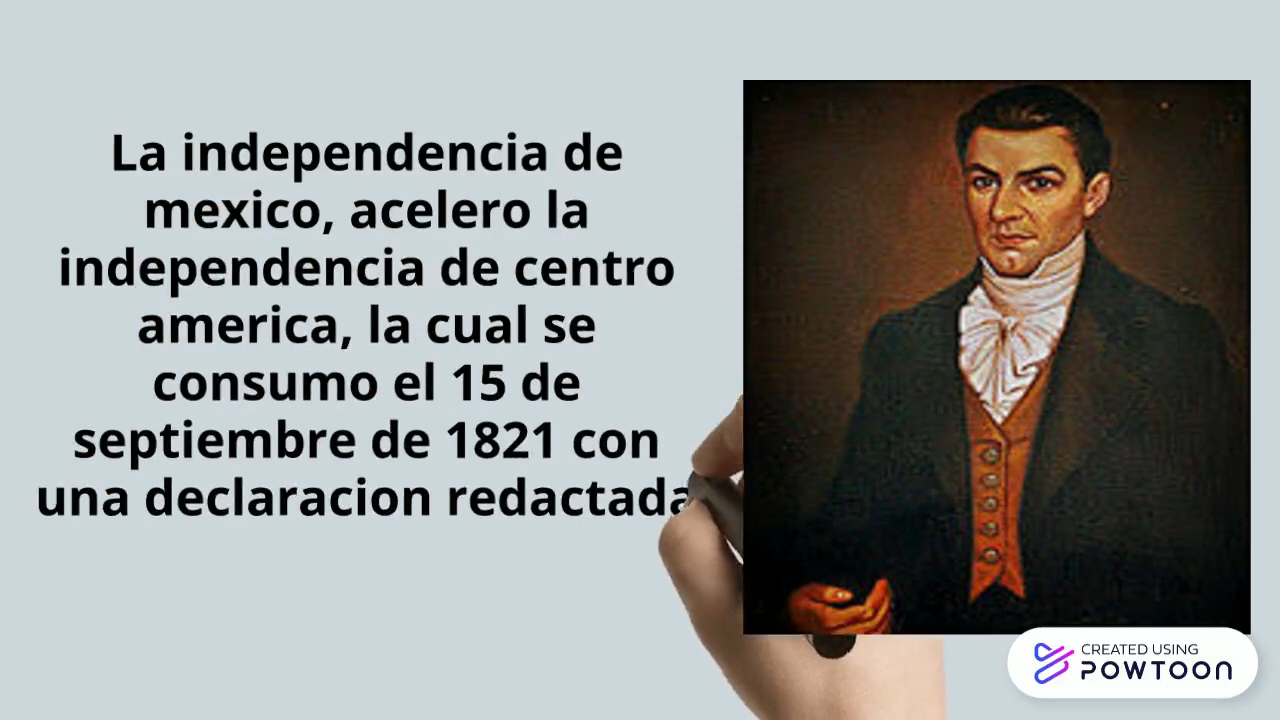 La independencia de
mexico, acelero la
independencia de centro
america, la cual se
consumo el 15 de
septiembre de 1821 con
una declaracion redactada
CREATED USING
POWTOON